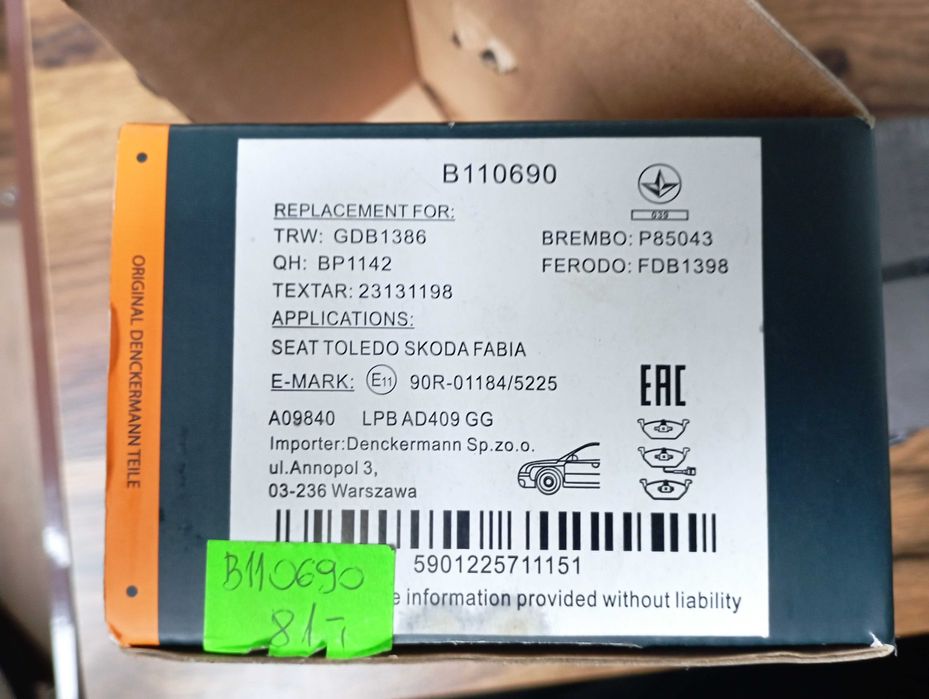 B110690
039
REPLACEMENT FOR:
TRW: GDB1386
BREMBO: P85043
QH: BP1142
FERODO: FDB1398
TEXTAR: 23131198
APPLICATIONS:
SEAT TOLEDO SKODA FABIA
E-MARK: E11 90R-01184/5225
EAC
A09840 LPB AD409 GG
Importer:Denckermann Sp.zo.o.
ul.Annopol 3,
03-236 Warszawa
5901225711151
information provided without liability
ORIGINAL DENCKERMANN TEILE
B110690